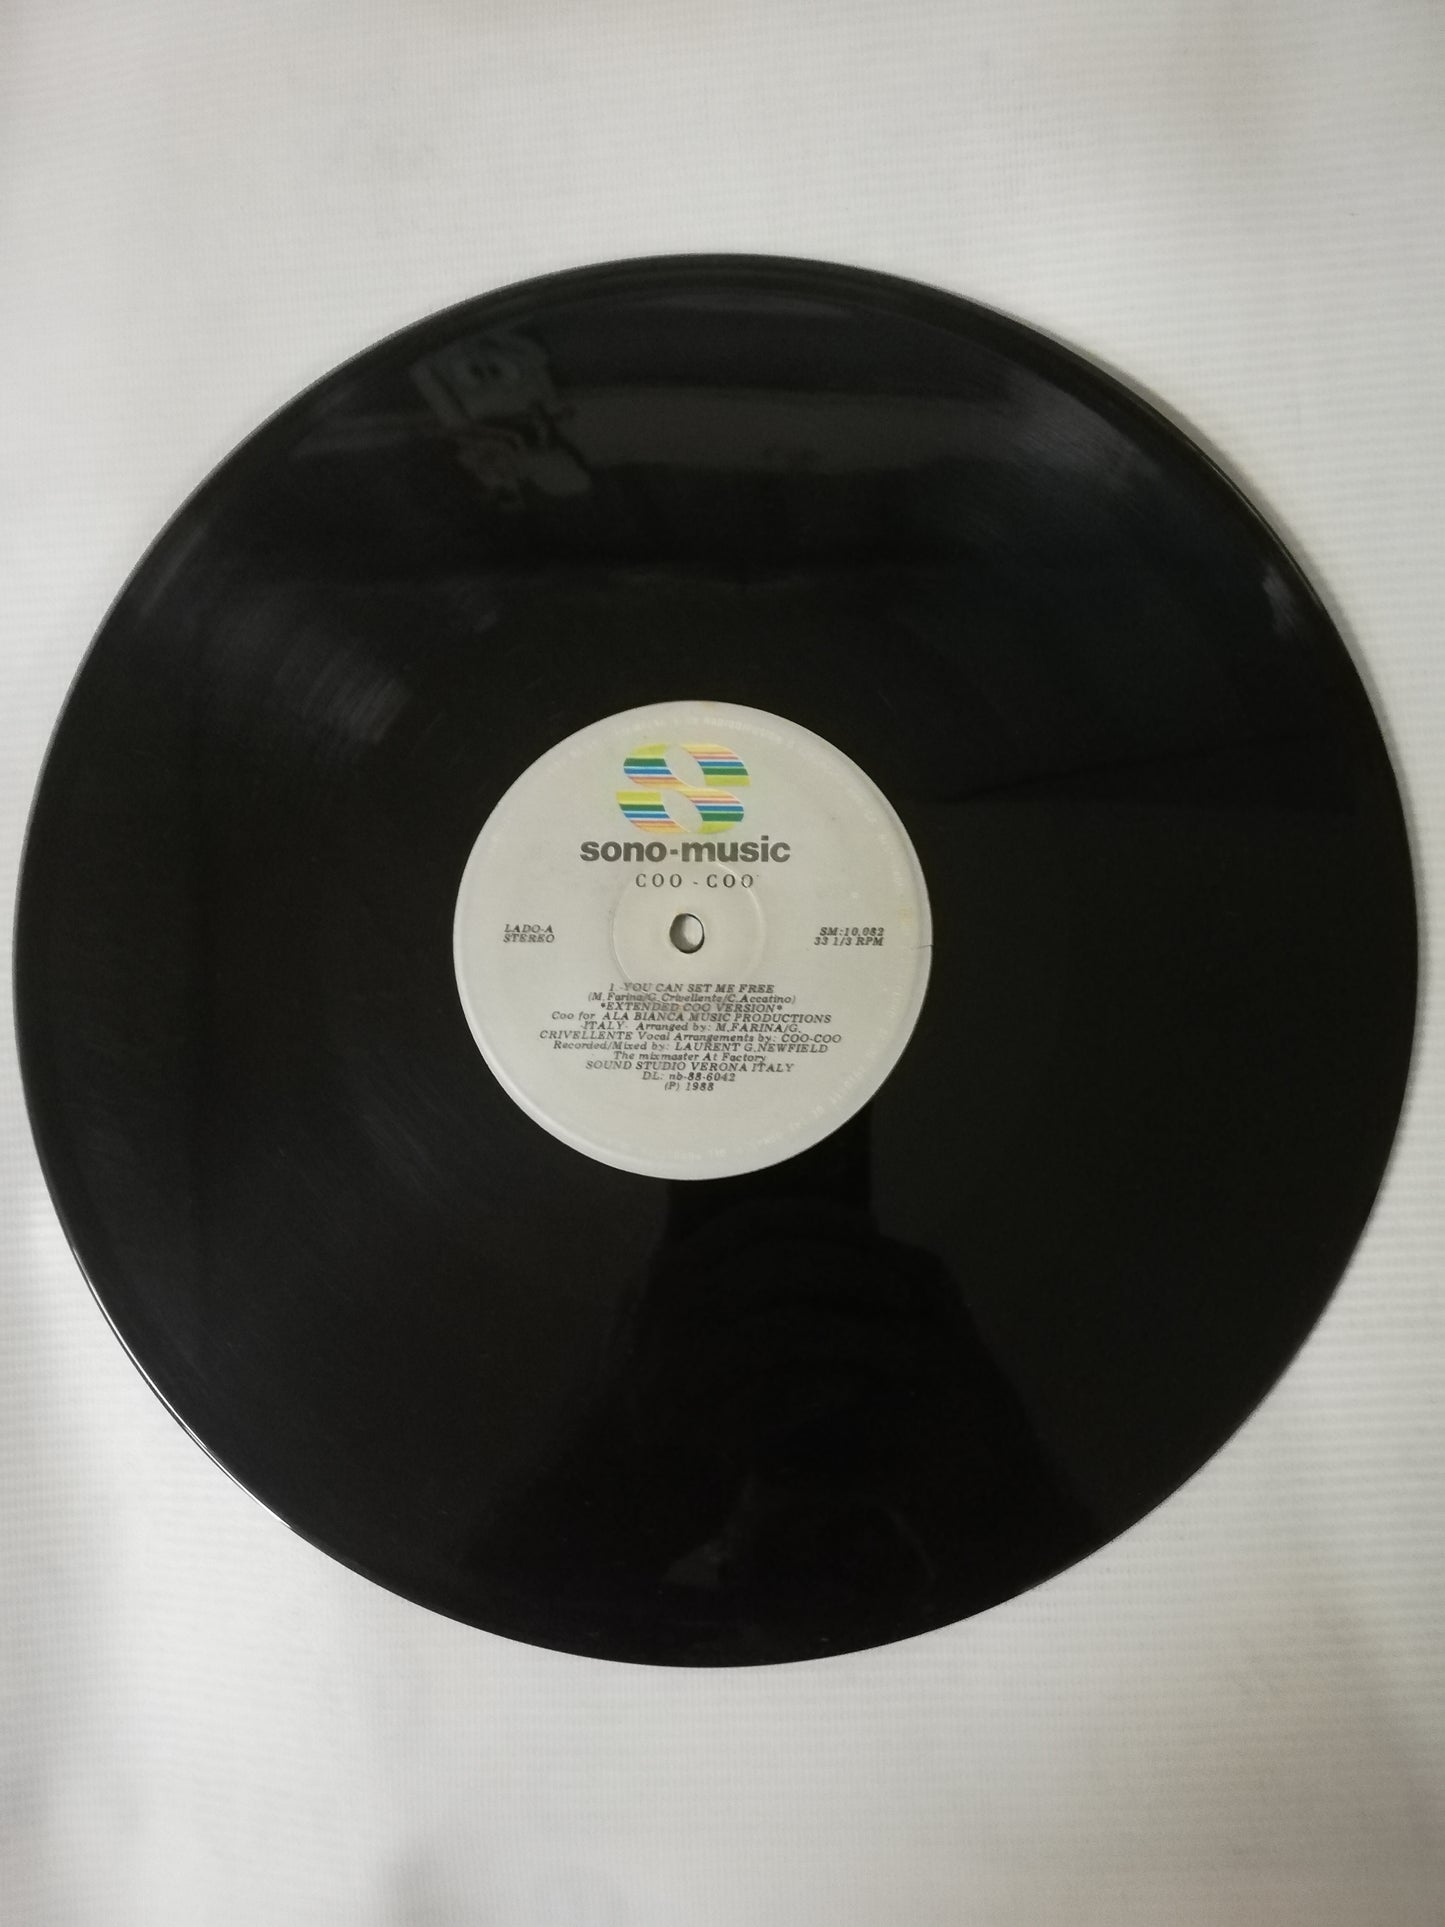 sono-music
COO - COO
LADO-A
STEREO
SM:10.082
33 1/3 RPM
1.-YOU CAN SET ME FREE
(M.Farina/G.Crivellente/C.Accatino)
*EXTENDED COO VERSION*
Coo for ALA BIANCA MUSIC PRODUCTIONS
-ITALY- Arranged by: M.FARINA/G.
CRIVELLENTE Vocal Arrangements by: COO-COO
Recorded/Mixed by: LAURENT G.NEWFIELD
The mixmaster At Factory
SOUND STUDIO VERONA ITALY
DL: nb-88-6042
(P) 1988